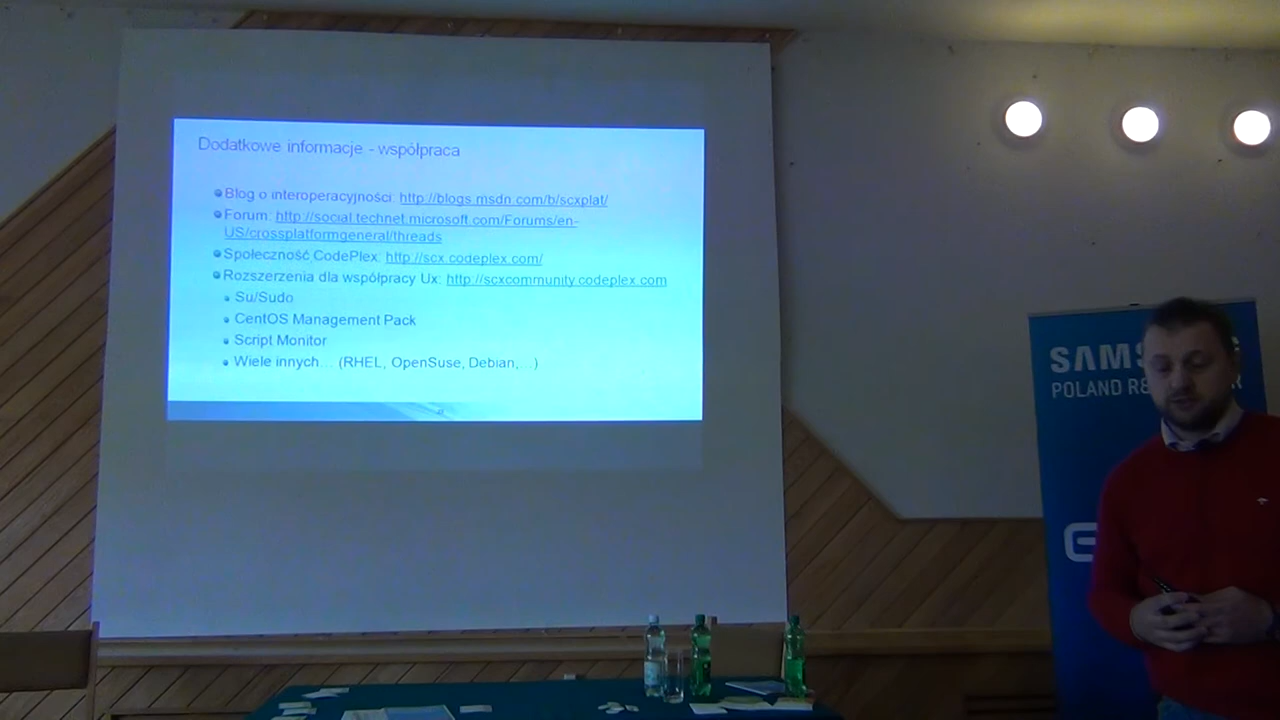 Dodatkowe informacje - współpraca
Blog o interoperacyjności: http://blogs.msdn.com/b/scxplat/
Forum: http://social.technet.microsoft.com/Forums/en-
US/crossplatformgeneral/threads
Społeczność CodePlex: http://scx.codeplex.com/
Rozszerzenia dla współpracy Ux: http://scxcommunity.codeplex.com
Su/Sudo
CentOS Management Pack
Script Monitor
Wiele innych... (RHEL, OpenSuse, Debian,...)
SAMS G
POLAND R& R